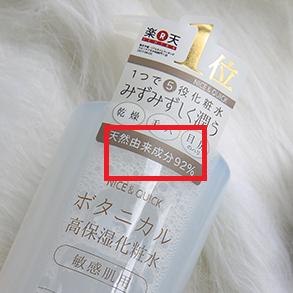 楽天
1位
NICE & QUICK
1つで⑤役化粧水
みずみずしく潤う
乾燥
天然由来成分92%
NICE & QUICK
ボタニカル
高保湿化粧水
敏感肌用